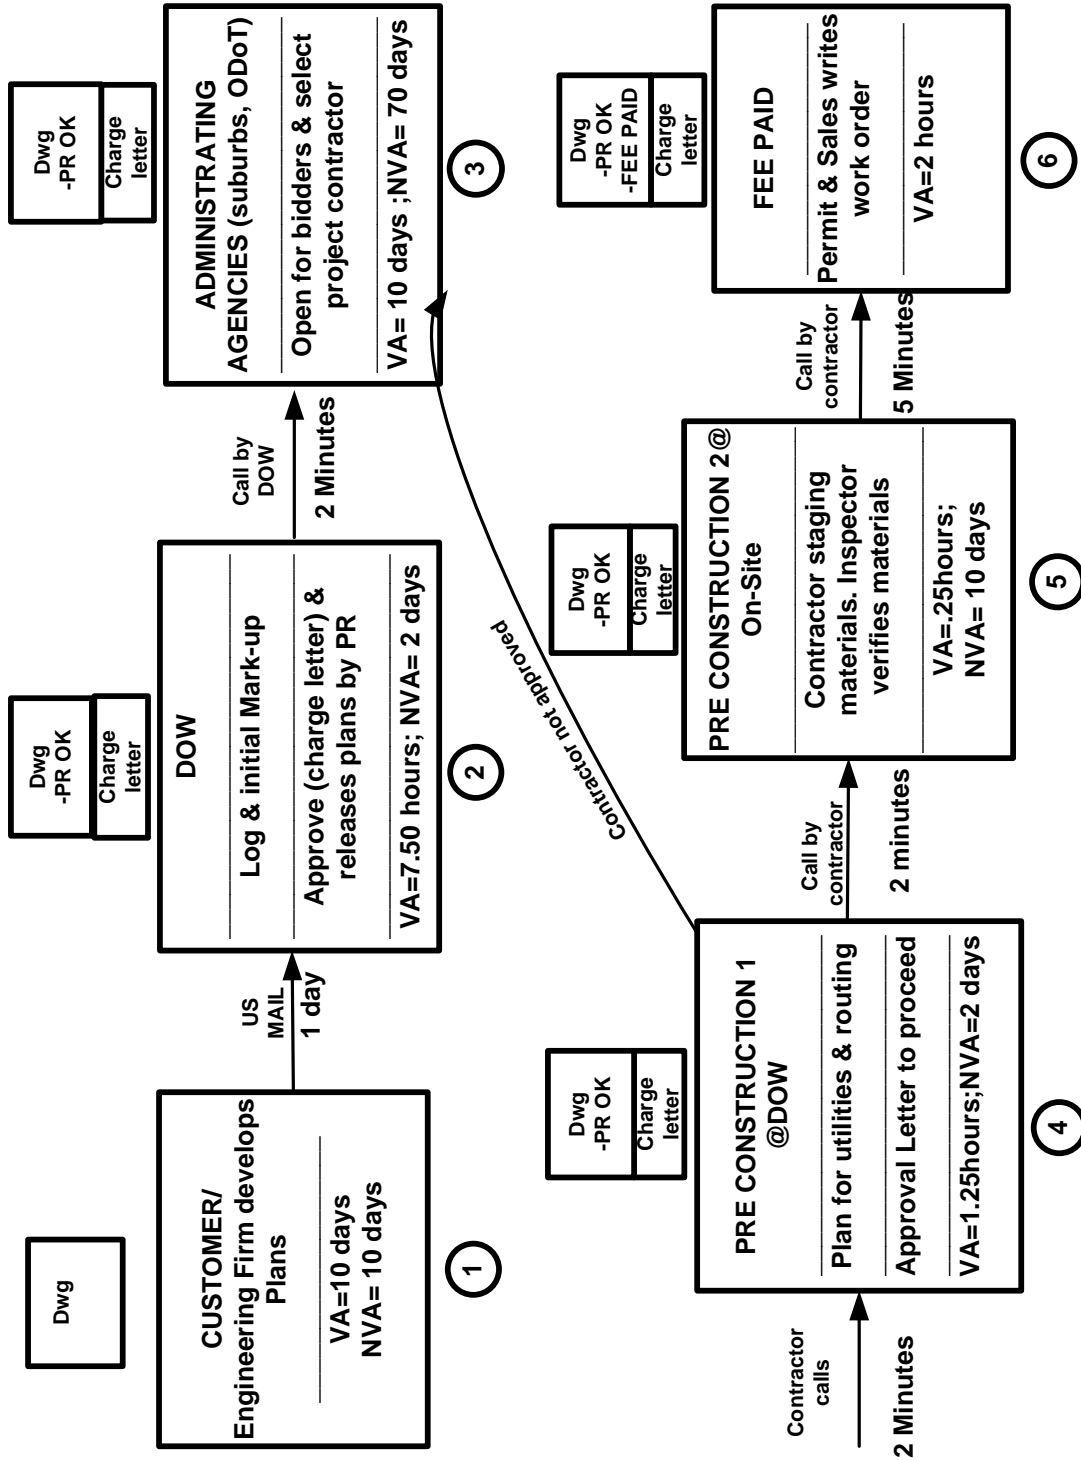 Dwg
CUSTOMER/
Engineering Firm develops
Plans
VA=10 days
NVA= 10 days
1
US
MAIL
1 day
Dwg
-PR OK
Charge
letter
DOW
Log & initial Mark-up
Approve (charge letter) &
releases plans by PR
VA=7.50 hours; NVA= 2 days
2
Call by
DOW
2 Minutes
Dwg
-PR OK
Charge
letter
ADMINISTRATING
AGENCIES (suburbs, ODoT)
Open for bidders & select
project contractor
VA= 10 days ;NVA= 70 days
3
Contractor not approved
Contractor
calls
2 Minutes
Dwg
-PR OK
Charge
letter
PRE CONSTRUCTION 1
@DOW
Plan for utilities & routing
Approval Letter to proceed
VA=1.25hours;NVA=2 days
4
Call by
contractor
2 minutes
Dwg
-PR OK
Charge
letter
PRE CONSTRUCTION 2@
On-Site
Contractor staging
materials. Inspector
verifies materials
VA=.25hours;
NVA= 10 days
5
Call by
contractor
5 Minutes
Dwg
-PR OK
-FEE PAID
Charge
letter
FEE PAID
Permit & Sales writes
work order
VA=2 hours
6